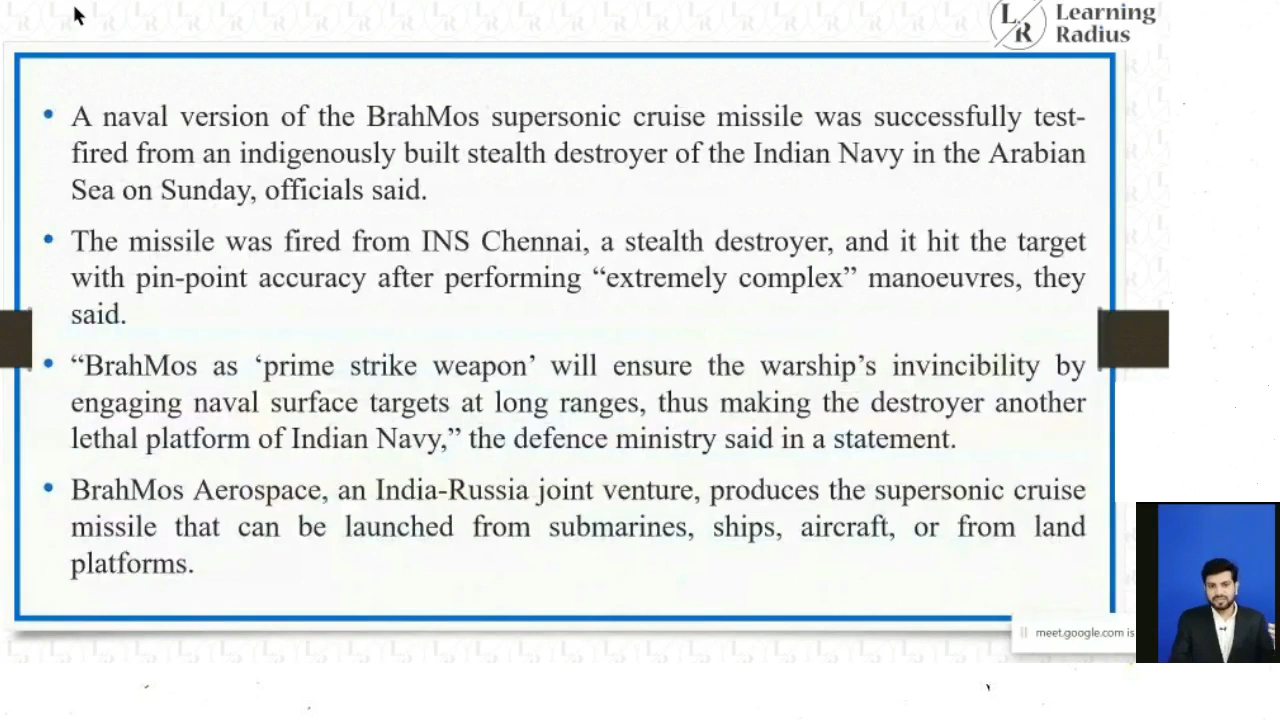 L
R
Learning
Radius
• A naval version of the BrahMos supersonic cruise missile was successfully test-
fired from an indigenously built stealth destroyer of the Indian Navy in the Arabian
Sea on Sunday, officials said.
• The missile was fired from INS Chennai, a stealth destroyer, and it hit the target
with pin-point accuracy after performing “extremely complex” manoeuvres, they
said.
• “BrahMos as ‘prime strike weapon’ will ensure the warship’s invincibility by
engaging naval surface targets at long ranges, thus making the destroyer another
lethal platform of Indian Navy,” the defence ministry said in a statement.
• BrahMos Aerospace, an India-Russia joint venture, produces the supersonic cruise
missile that can be launched from submarines, ships, aircraft, or from land
platforms.
meet.google.com is